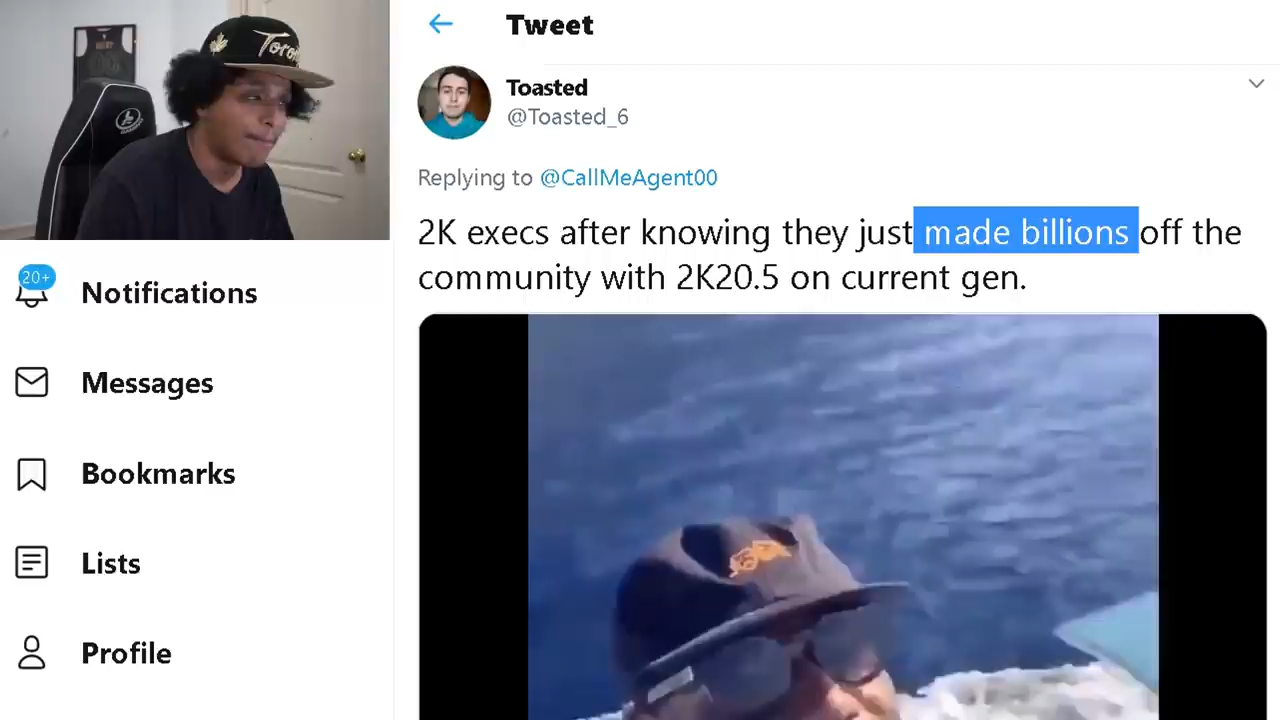 Tweet
Toasted
@Toasted_6
Replying to @CallMeAgent00
2K execs after knowing they just made billions off the
community with 2K20.5 on current gen.
20+
Notifications
Messages
Bookmarks
Lists
Profile